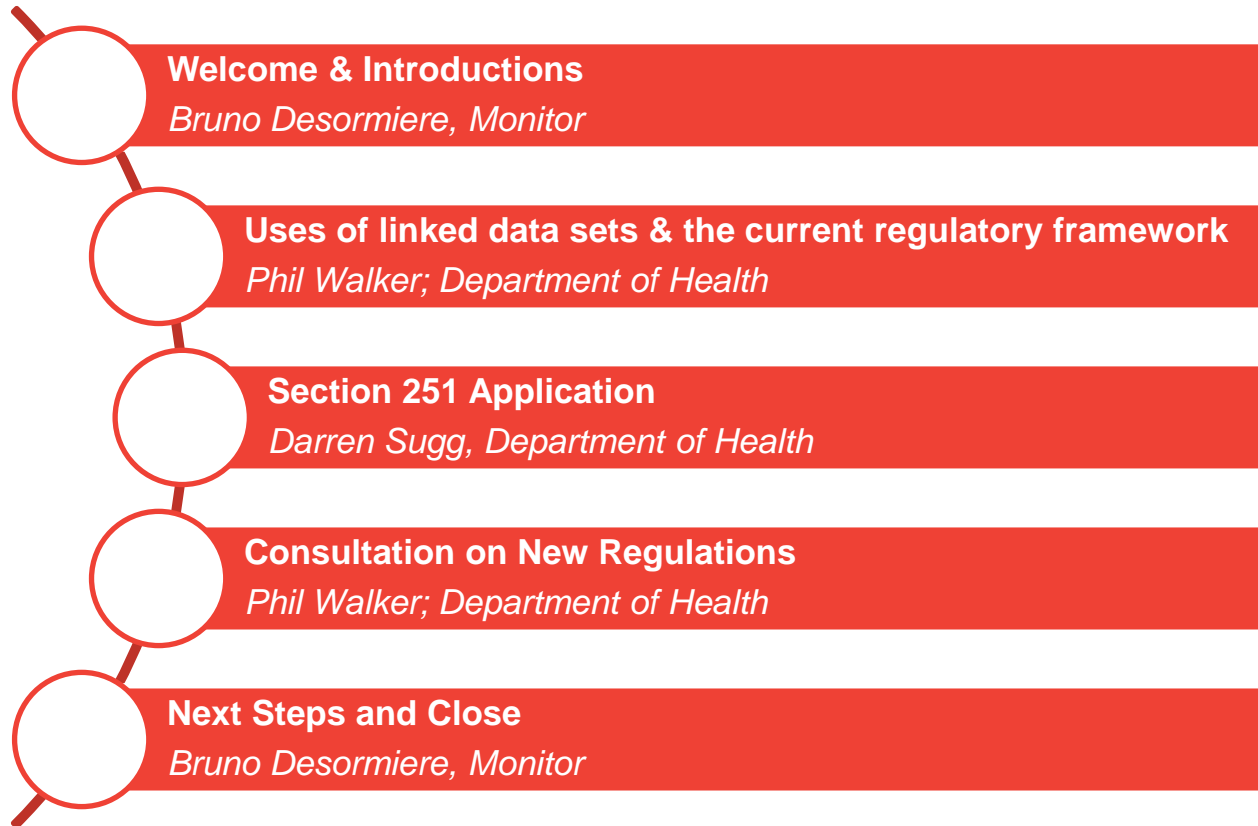 Welcome & Introductions
Bruno Desormiere, Monitor
Uses of linked data sets & the current regulatory framework
Phil Walker; Department of Health
Section 251 Application
Darren Sugg, Department of Health
Consultation on New Regulations
Phil Walker; Department of Health
Next Steps and Close
Bruno Desormiere, Monitor